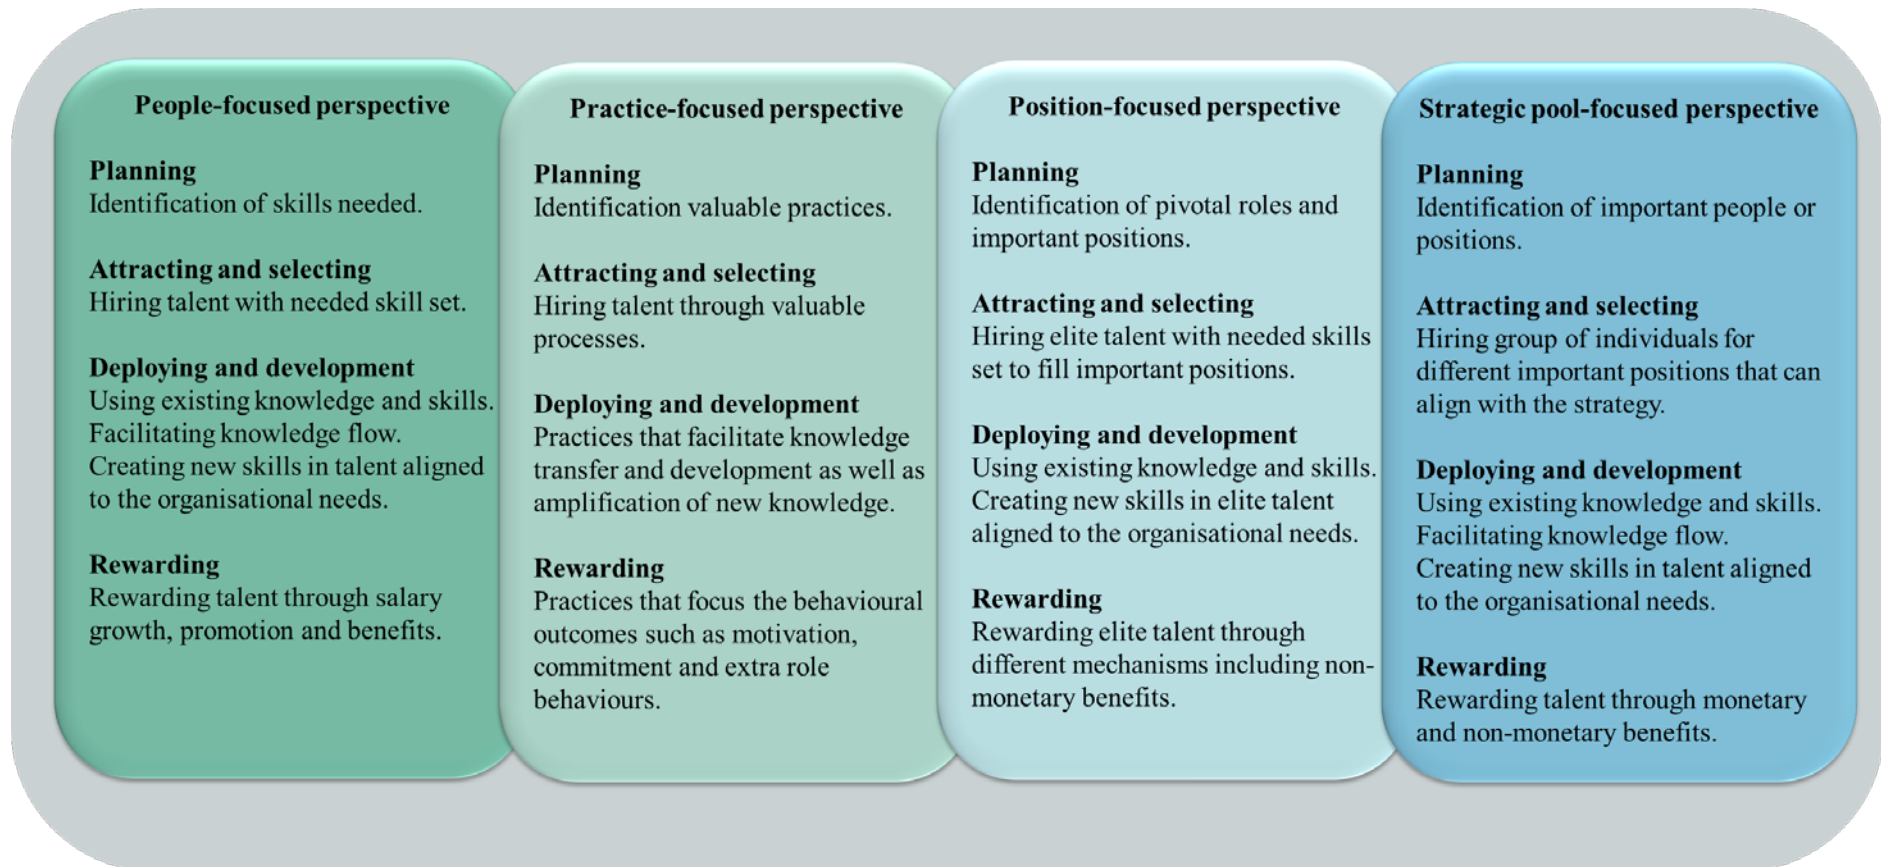 People-focused perspective
Planning
Identification of skills needed.
Attracting and selecting
Hiring talent with needed skill set.
Deploying and development
Using existing knowledge and skills.
Facilitating knowledge flow.
Creating new skills in talent aligned
to the organisational needs.
Rewarding
Rewarding talent through salary
growth, promotion and benefits.
Practice-focused perspective
Planning
Identification valuable practices.
Attracting and selecting
Hiring talent through valuable
processes.
Deploying and development
Practices that facilitate knowledge
transfer and development as well as
amplification of new knowledge.
Rewarding
Practices that focus the behavioural
outcomes such as motivation,
commitment and extra role
behaviours.
Position-focused perspective
Planning
Identification of pivotal roles and
important positions.
Attracting and selecting
Hiring elite talent with needed skills
set to fill important positions.
Deploying and development
Using existing knowledge and skills.
Creating new skills in elite talent
aligned to the organisational needs.
Rewarding
Rewarding elite talent through
different mechanisms including non-
monetary benefits.
Strategic pool-focused perspective
Planning
Identification of important people or
positions.
Attracting and selecting
Hiring group of individuals for
different important positions that can
align with the strategy.
Deploying and development
Using existing knowledge and skills.
Facilitating knowledge flow.
Creating new skills in talent aligned
to the organisational needs.
Rewarding
Rewarding talent through monetary
and non-monetary benefits.